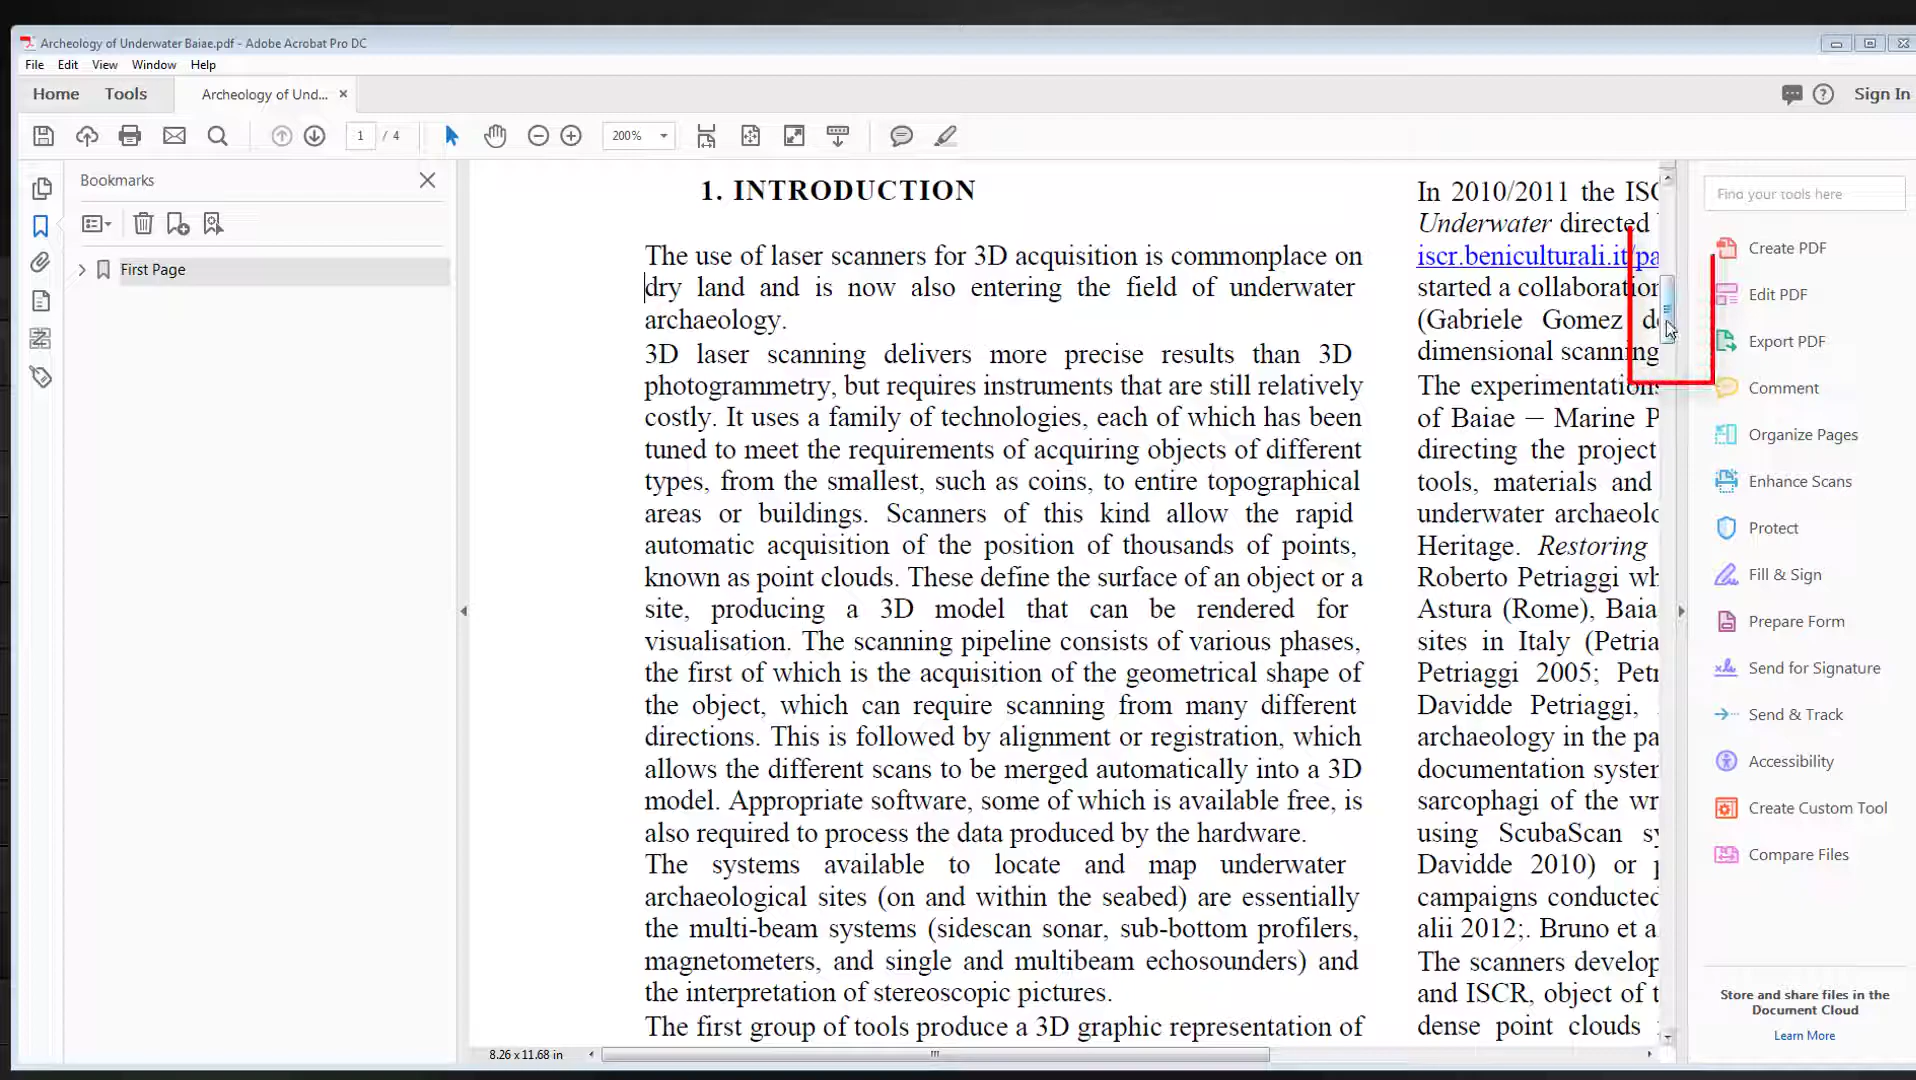 Archeology of Underwater Baiae.pdf - Adobe Acrobat Pro DC
File Edit View Window Help
Home Tools Archeology of Und... Sign In
1 / 4 200%
Bookmarks
First Page
1. INTRODUCTION
The use of laser scanners for 3D acquisition is commonplace on
dry land and is now also entering the field of underwater
archaeology.
3D laser scanning delivers more precise results than 3D
photogrammetry, but requires instruments that are still relatively
costly. It uses a family of technologies, each of which has been
tuned to meet the requirements of acquiring objects of different
types, from the smallest, such as coins, to entire topographical
areas or buildings. Scanners of this kind allow the rapid
automatic acquisition of the position of thousands of points,
known as point clouds. These define the surface of an object or a
site, producing a 3D model that can be rendered for
visualisation. The scanning pipeline consists of various phases,
the first of which is the acquisition of the geometrical shape of
the object, which can require scanning from many different
directions. This is followed by alignment or registration, which
allows the different scans to be merged automatically into a 3D
model. Appropriate software, some of which is available free, is
also required to process the data produced by the hardware.
The systems available to locate and map underwater
archaeological sites (on and within the seabed) are essentially
the multi-beam systems (sidescan sonar, sub-bottom profilers,
magnetometers, and single and multibeam echosounders) and
the interpretation of stereoscopic pictures.
The first group of tools produce a 3D graphic representation of
In 2010/2011 the ISC
Underwater directed
iscr.beniculturali.it/pa
started a collaboration
(Gabriele Gomez de
dimensional scanning
The experimentations
of Baiae – Marine P
directing the project
tools, materials and
underwater archaeolo
Heritage. Restoring
Roberto Petriaggi wh
Astura (Rome), Baia
sites in Italy (Petria
Petriaggi 2005; Petr
Davidde Petriaggi,
archaeology in the pa
documentation system
sarcophagi of the wr
using ScubaScan sy
Davidde 2010) or p
campaigns conducted
alii 2012;. Bruno et a
The scanners develop
and ISCR, object of t
dense point clouds
8.26 x 11.68 in
Find your tools here
Create PDF
Edit PDF
Export PDF
Comment
Organize Pages
Enhance Scans
Protect
Fill & Sign
Prepare Form
Send for Signature
Send & Track
Accessibility
Create Custom Tool
Compare Files
Store and share files in the
Document Cloud
Learn More